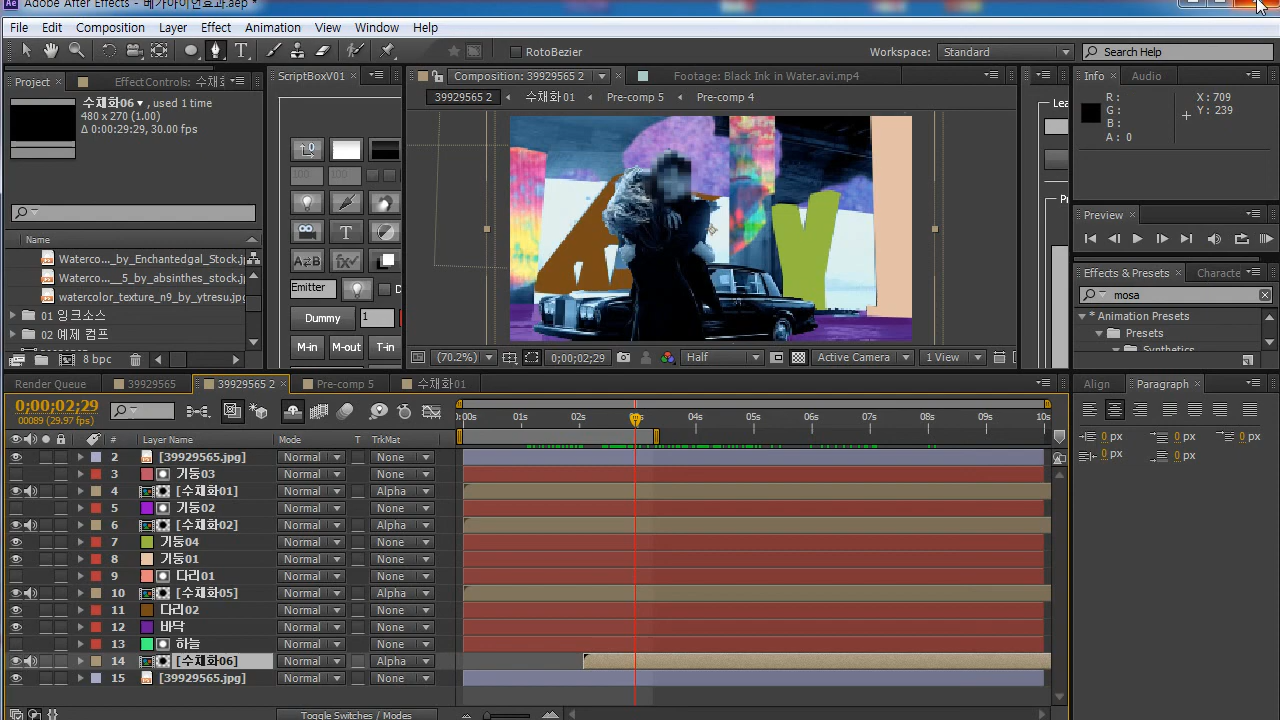 Ae Adobe After Effects - 베가아이언효과.aep *
File Edit Composition Layer Effect Animation View Window Help
RotoBezier Workspace: Standard Search Help
Project Effect Controls: 수채화 ScriptBoxV01 Composition: 39929565 2 Footage: Black Ink in Water.avi.mp4 Info Audio
수채화06 , used 1 time
480 x 270 (1.00)
Δ 0:00:29:29, 30.00 fps
39929565 2 수채화01 Pre-comp 5 Pre-comp 4
Lea
R: X: 709
G: Y: 239
B:
A: 0
100 100
Preview
Name
Waterco..._by_Enchantedgal_Stock.j
Waterco..._5_by_absinthes_stock.j
watercolor_texture_n9_by_ytresu.jpg
01 잉크소스
02 예제 컴프
8 bpc
Emitter
Dummy 1
M-in M-out T-in
Effects & Presets Characte
mosa
* Animation Presets
Presets
Synthetics
(70.2%) 0;00;02;29 Half Active Camera 1 View
Render Queue 39929565 39929565 2 Pre-comp 5 수채화01 Align Paragraph
0;00;02;29
00089 (29.97 fps)
0:00s 01s 02s 04s 05s 06s 07s 08s 09s 10s
0 px 0 px 0 px
0 px 0 px
# Layer Name Mode T TrkMat
2 [39929565.jpg] Normal None
3 기둥03 Normal None
4 [수채화01] Normal Alpha
5 기둥02 Normal None
6 [수채화02] Normal Alpha
7 기둥04 Normal None
8 기둥01 Normal None
9 다리01 Normal None
10 [수채화05] Normal Alpha
11 다리02 Normal None
12 바닥 Normal None
13 하늘 Normal None
14 [수채화06] Normal Alpha
15 [39929565.jpg] Normal None
Toggle Switches / Modes